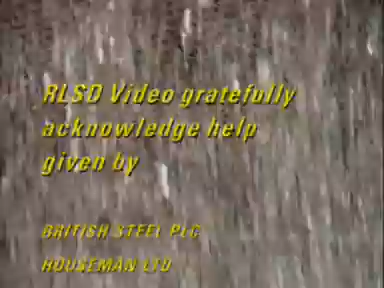 RLSD Video gratefully
acknowledge help
given by
BRITISH STEEL PLC
HOUSEMAN LTD